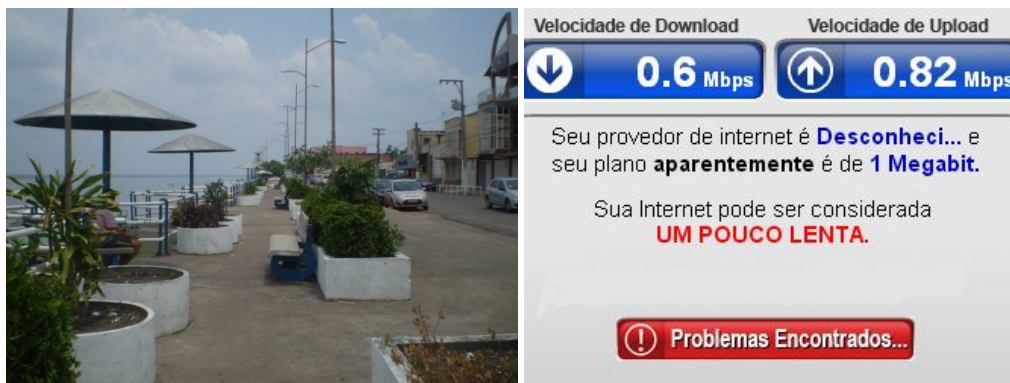 Velocidade de Download
Velocidade de Upload
0.6 Mbps
0.82 Mbps
Seu provedor de internet é Desconheci... e
seu plano aparentemente é de 1 Megabit.
Sua Internet pode ser considerada
UM POUCO LENTA.
Problemas Encontrados...